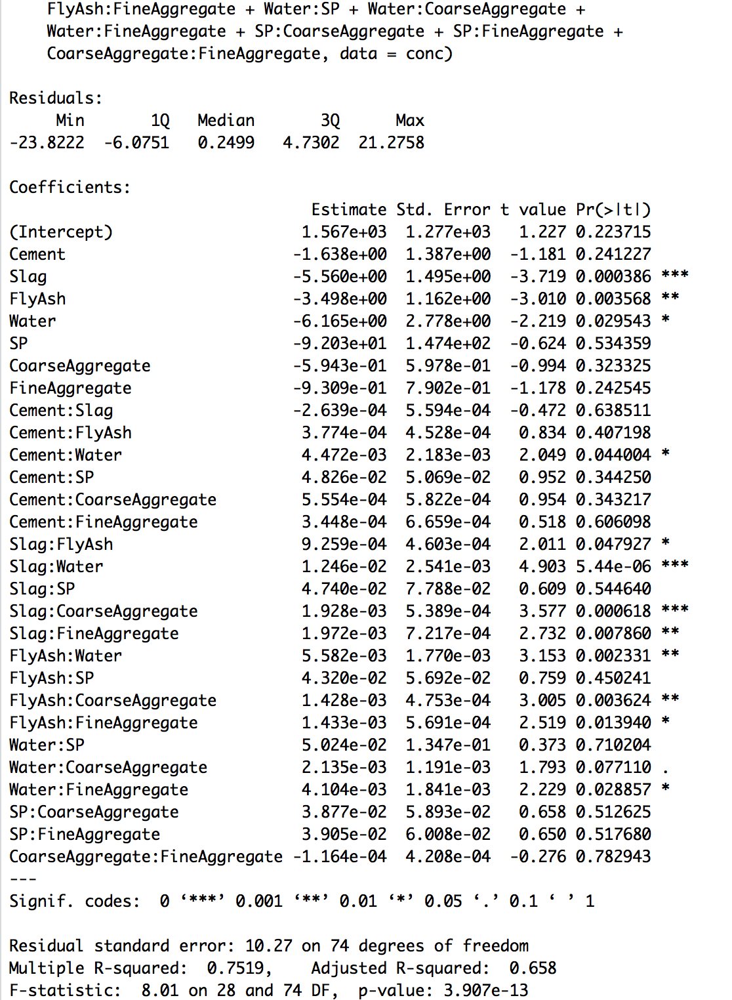 FlyAsh:FineAggregate + Water:SP + Water:CoarseAggregate +
Water:FineAggregate + SP:CoarseAggregate + SP:FineAggregate +
CoarseAggregate:FineAggregate, data = conc)
Residuals:
Min 1Q Median 3Q Max
-23.8222 -6.0751 0.2499 4.7302 21.2758
Coefficients:
Estimate Std. Error t value Pr(>|t|)
(Intercept) 1.567e+03 1.277e+03 1.227 0.223715
Cement -1.638e+00 1.387e+00 -1.181 0.241227
Slag -5.560e+00 1.495e+00 -3.719 0.000386 ***
FlyAsh -3.498e+00 1.162e+00 -3.010 0.003568 **
Water -6.165e+00 2.778e+00 -2.219 0.029543 *
SP -9.203e+01 1.474e+02 -0.624 0.534359
CoarseAggregate -5.943e-01 5.978e-01 -0.994 0.323325
FineAggregate -9.309e-01 7.902e-01 -1.178 0.242545
Cement:Slag -2.639e-04 5.594e-04 -0.472 0.638511
Cement:FlyAsh 3.774e-04 4.528e-04 0.834 0.407198
Cement:Water 4.472e-03 2.183e-03 2.049 0.044004 *
Cement:SP 4.826e-02 5.069e-02 0.952 0.344250
Cement:CoarseAggregate 5.554e-04 5.822e-04 0.954 0.343217
Cement:FineAggregate 3.448e-04 6.659e-04 0.518 0.606098
Slag:FlyAsh 9.259e-04 4.603e-04 2.011 0.047927 *
Slag:Water 1.246e-02 2.541e-03 4.903 5.44e-06 ***
Slag:SP 4.740e-02 7.788e-02 0.609 0.544640
Slag:CoarseAggregate 1.928e-03 5.389e-04 3.577 0.000618 ***
Slag:FineAggregate 1.972e-03 7.217e-04 2.732 0.007860 **
FlyAsh:Water 5.582e-03 1.770e-03 3.153 0.002331 **
FlyAsh:SP 4.320e-02 5.692e-02 0.759 0.450241
FlyAsh:CoarseAggregate 1.428e-03 4.753e-04 3.005 0.003624 **
FlyAsh:FineAggregate 1.433e-03 5.691e-04 2.519 0.013940 *
Water:SP 5.024e-02 1.347e-01 0.373 0.710204
Water:CoarseAggregate 2.135e-03 1.191e-03 1.793 0.077110 .
Water:FineAggregate 4.104e-03 1.841e-03 2.229 0.028857 *
SP:CoarseAggregate 3.877e-02 5.893e-02 0.658 0.512625
SP:FineAggregate 3.905e-02 6.008e-02 0.650 0.517680
CoarseAggregate:FineAggregate -1.164e-04 4.208e-04 -0.276 0.782943
---
Signif. codes: 0 ‘***’ 0.001 ‘**’ 0.01 ‘*’ 0.05 ‘.’ 0.1 ‘ ’ 1
Residual standard error: 10.27 on 74 degrees of freedom
Multiple R-squared: 0.7519, Adjusted R-squared: 0.658
F-statistic: 8.01 on 28 and 74 DF, p-value: 3.907e-13